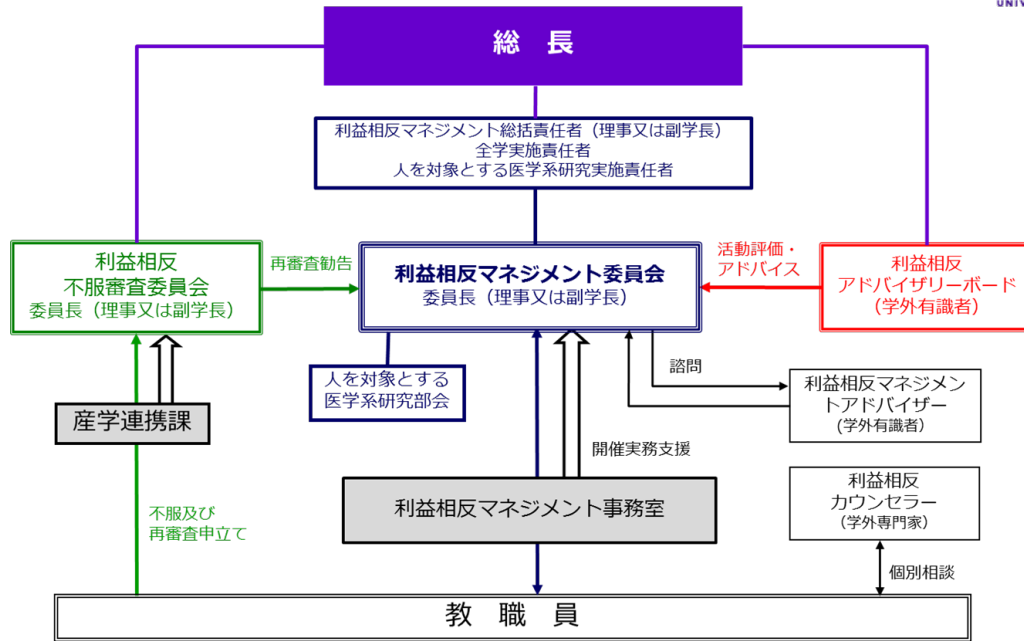 総　長
利益相反マネジメント総括責任者（理事又は副学長）
全学実施責任者
人を対象とする医学系研究実施責任者
利益相反
不服審査委員会
委員長（理事又は副学長）
再審査勧告
利益相反マネジメント委員会
委員長（理事又は副学長）
活動評価・
アドバイス
利益相反
アドバイザリーボード
（学外有識者）
人を対象とする
医学系研究部会
諮問
利益相反マネジメン
トアドバイザー
(学外有識者）
産学連携課
開催実務支援
利益相反マネジメント事務室
利益相反
カウンセラー
（学外専門家）
不服及び
再審査申立て
個別相談
教　職　員